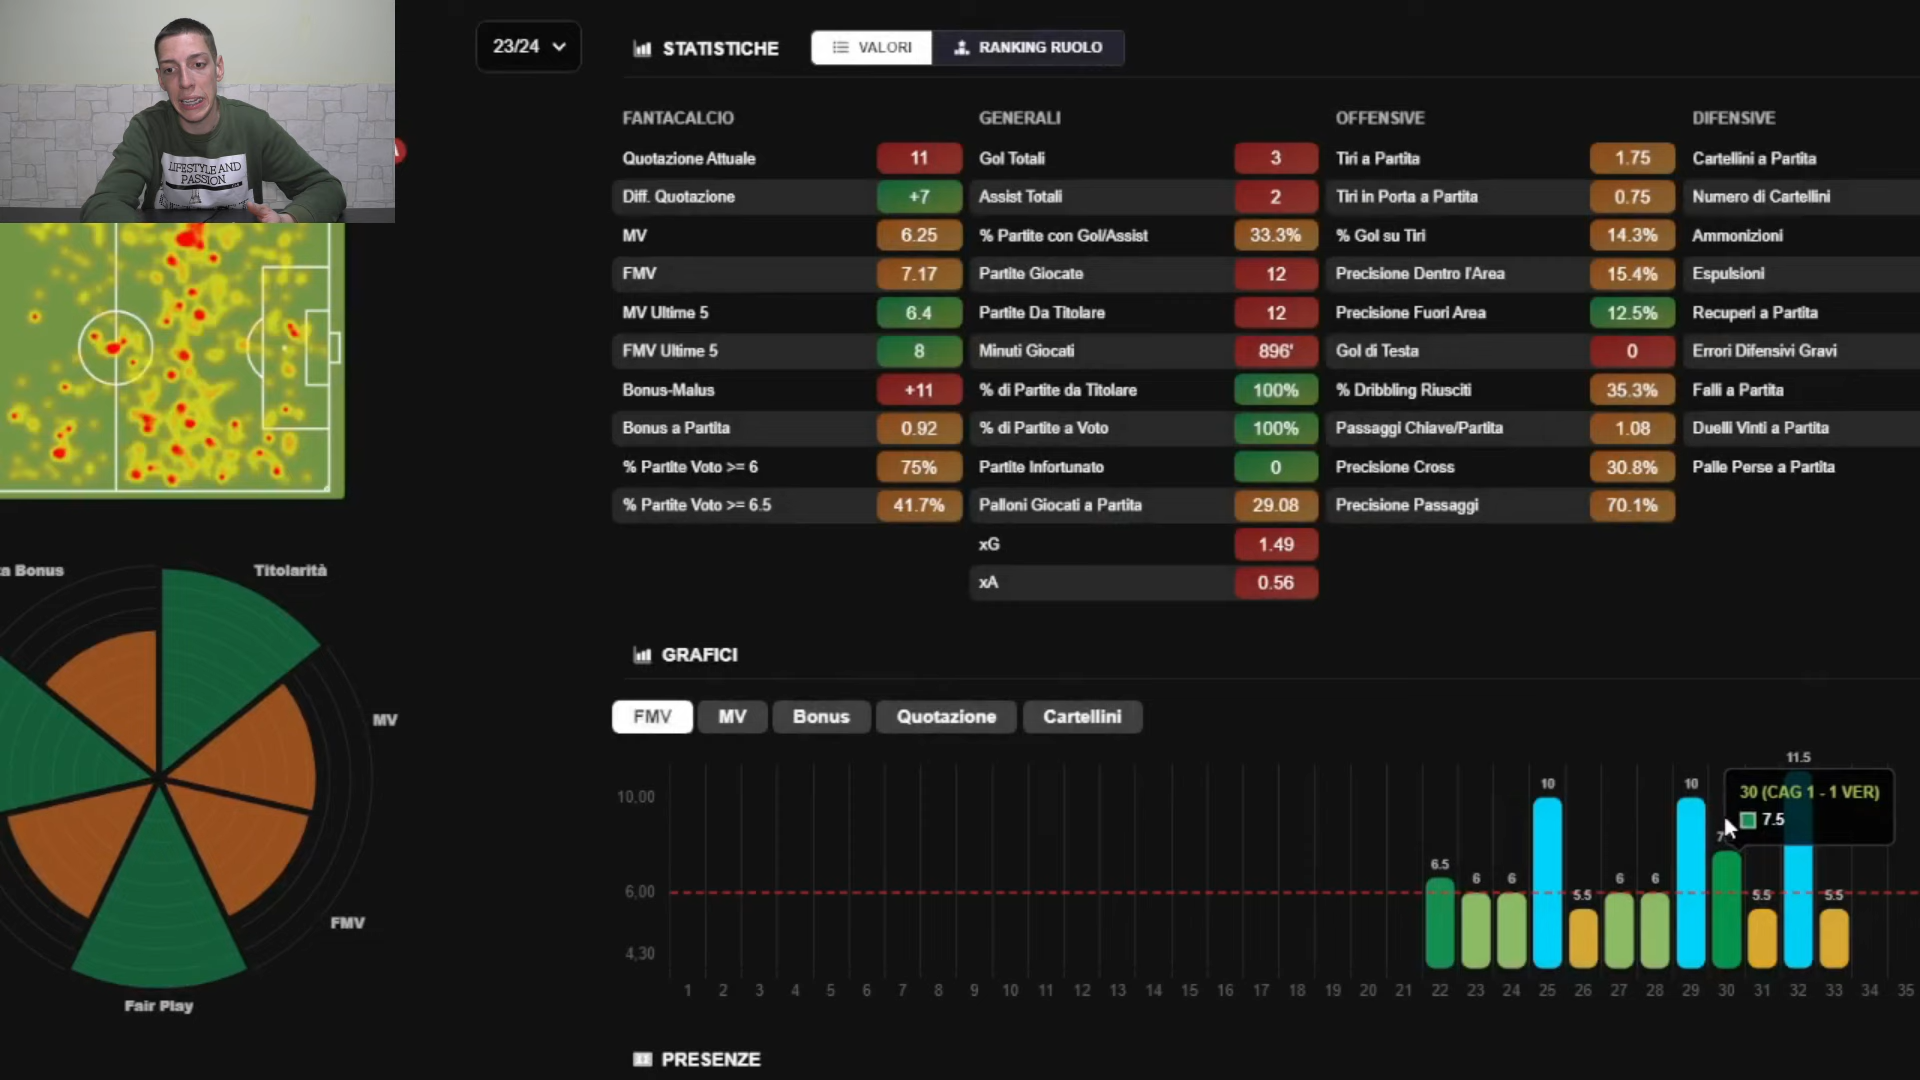 23/24
STATISTICHE
VALORI
RANKING RUOLO
LIFESTYLE AND
PASSION
FANTACALCIO
Quotazione Attuale 11
Diff. Quotazione +7
MV 6.25
FMV 7.17
MV Ultime 5 6.4
FMV Ultime 5 8
Bonus-Malus +11
Bonus a Partita 0.92
% Partite Voto >= 6 75%
% Partite Voto >= 6.5 41.7%
GENERALI
Gol Totali 3
Assist Totali 2
% Partite con Gol/Assist 33.3%
Partite Giocate 12
Partite Da Titolare 12
Minuti Giocati 896'
% di Partite da Titolare 100%
% di Partite a Voto 100%
Partite Infortunato 0
Palloni Giocati a Partita 29.08
xG 1.49
xA 0.56
OFFENSIVE
Tiri a Partita 1.75
Tiri in Porta a Partita 0.75
% Gol su Tiri 14.3%
Precisione Dentro l'Area 15.4%
Precisione Fuori Area 12.5%
Gol di Testa 0
% Dribbling Riusciti 35.3%
Passaggi Chiave/Partita 1.08
Precisione Cross 30.8%
Precisione Passaggi 70.1%
DIFENSIVE
Cartellini a Partita
Numero di Cartellini
Ammonizioni
Espulsioni
Recuperi a Partita
Errori Difensivi Gravi
Falli a Partita
Duelli Vinti a Partita
Palle Perse a Partita
a Bonus
Titolarità
MV
FMV
Fair Play
GRAFICI
FMV MV Bonus Quotazione Cartellini
11.5
10,00 10 10
30 (CAG 1 - 1 VER)
7.5
6,00 6.5 6 6 5.5 6 6 5.5 5.5
4,30
1 2 3 4 5 6 7 8 9 10 11 12 13 14 15 16 17 18 19 20 21 22 23 24 25 26 27 28 29 30 31 32 33 34 35
PRESENZE